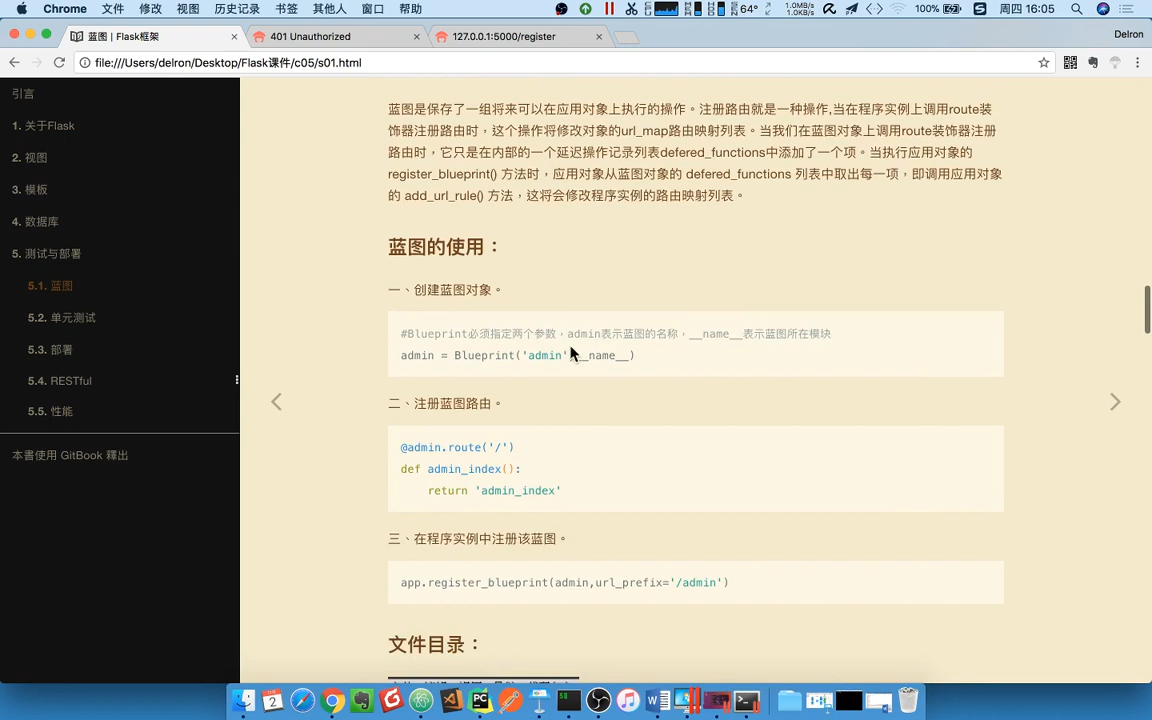 Chrome 文件 修改 视图 历史记录 书签 其他人 窗口 帮助
64° 1.0MB/s 1.0KB/s 100% 周四 16:05
蓝图 | Flask框架
401 Unauthorized
127.0.0.1:5000/register
Delron
file:///Users/delron/Desktop/Flask课件/c05/s01.html
引言
1. 关于Flask
2. 视图
3. 模板
4. 数据库
5. 测试与部署
5.1. 蓝图
5.2. 单元测试
5.3. 部署
5.4. RESTful
5.5. 性能
本書使用 GitBook 釋出
蓝图是保存了一组将来可以在应用对象上执行的操作。注册路由就是一种操作,当在程序实例上调用route装
饰器注册路由时，这个操作将修改对象的url_map路由映射列表。当我们在蓝图对象上调用route装饰器注册
路由时，它只是在内部的一个延迟操作记录列表defered_functions中添加了一个项。当执行应用对象的
register_blueprint() 方法时，应用对象从蓝图对象的 defered_functions 列表中取出每一项，即调用应用对象
的 add_url_rule() 方法，这将会修改程序实例的路由映射列表。
蓝图的使用：
一、创建蓝图对象。
#Blueprint必须指定两个参数，admin表示蓝图的名称，__name__表示蓝图所在模块
admin = Blueprint('admin',__name__)
二、注册蓝图路由。
@admin.route('/')
def admin_index():
return 'admin_index'
三、在程序实例中注册该蓝图。
app.register_blueprint(admin,url_prefix='/admin')
文件目录：